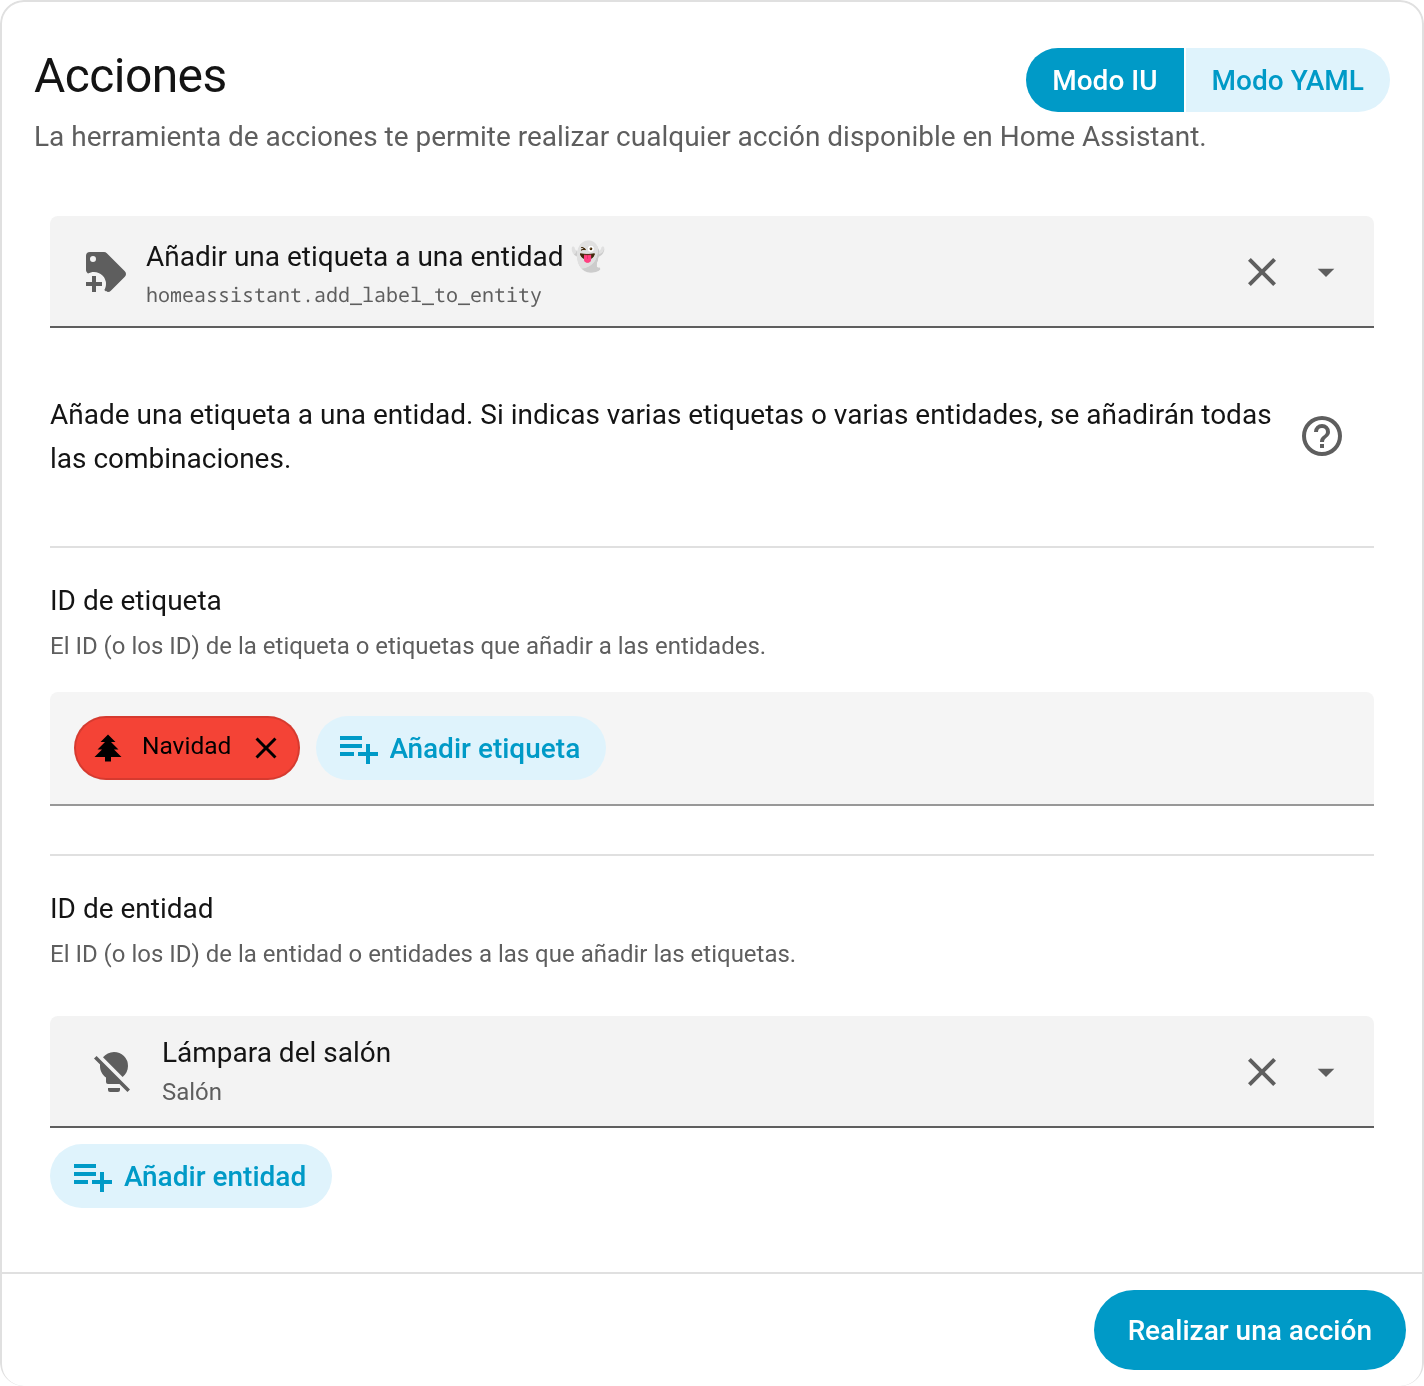 Acciones
Modo IU
Modo YAML
La herramienta de acciones te permite realizar cualquier acción disponible en Home Assistant.
Añadir una etiqueta a una entidad 👻
homeassistant.add_label_to_entity
Añade una etiqueta a una entidad. Si indicas varias etiquetas o varias entidades, se añadirán todas
las combinaciones.
ID de etiqueta
El ID (o los ID) de la etiqueta o etiquetas que añadir a las entidades.
Navidad
Añadir etiqueta
ID de entidad
El ID (o los ID) de la entidad o entidades a las que añadir las etiquetas.
Lámpara del salón
Salón
Añadir entidad
Realizar una acción